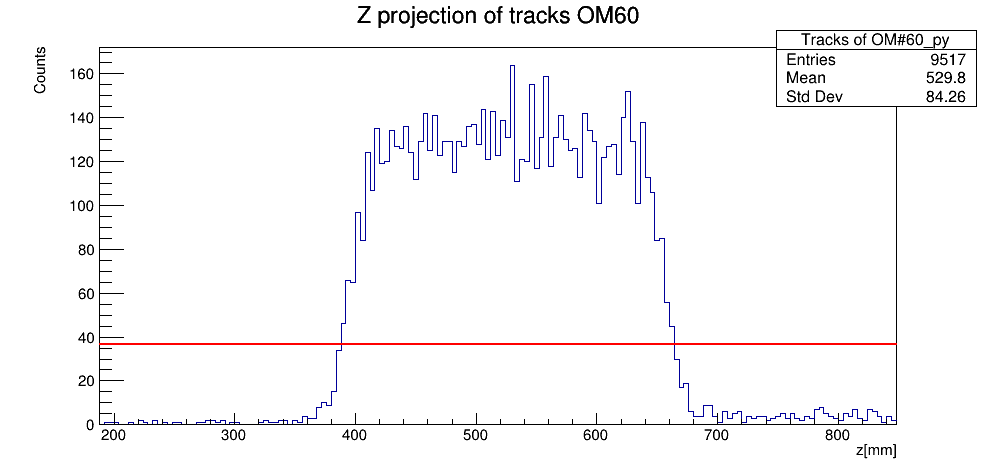 Z projection of tracks OM60
Tracks of OM#60_py
Entries 9517
Mean 529.8
Std Dev 84.26
Counts
160
140
120
100
80
60
40
20
0
200 300 400 500 600 700 800
z[mm]